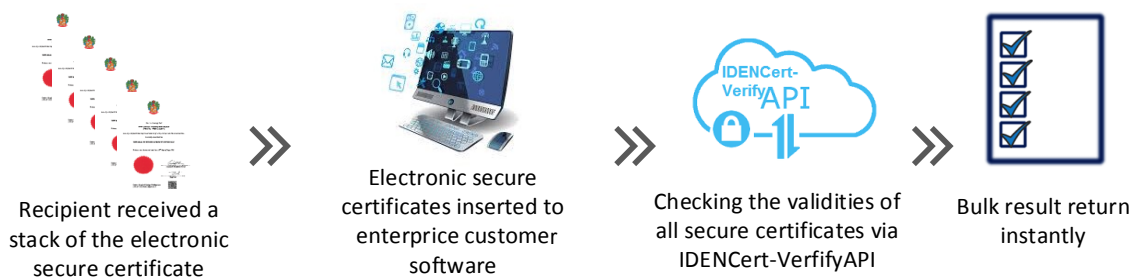 IDENCert-
Verify API
Recipient received a
stack of the electronic
secure certificate
Electronic secure
certificates inserted to
enterprice customer
software
Checking the validities of
all secure certificates via
IDENCert-VerfifyAPI
Bulk result return
instantly